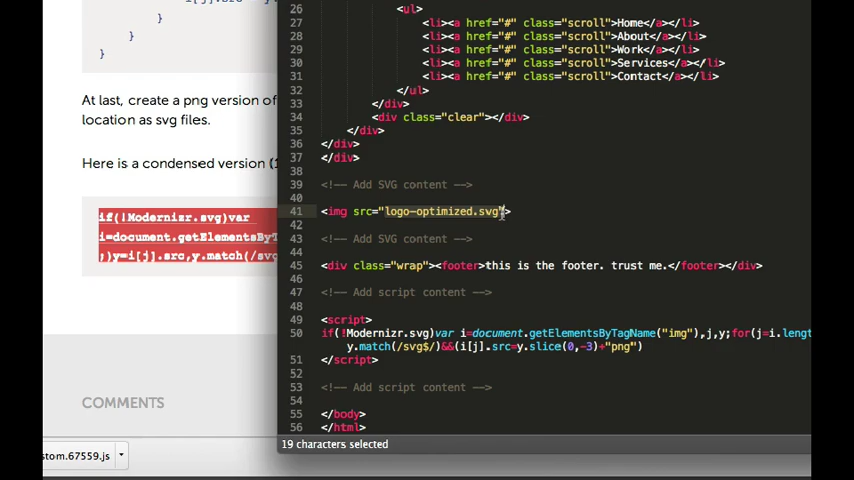 i[j].src = y.
}
}
}
At last, create a png version of
location as svg files.
Here is a condensed version (1
if(!Modernizr.svg)var
i=document.getElementsByT
;)y=i[j].src,y.match(/svg
COMMENTS
stom.67559.js
26 <ul>
27 <li><a href="#" class="scroll">Home</a></li>
28 <li><a href="#" class="scroll">About</a></li>
29 <li><a href="#" class="scroll">Work</a></li>
30 <li><a href="#" class="scroll">Services</a></li>
31 <li><a href="#" class="scroll">Contact</a></li>
32 </ul>
33 </div>
34 <div class="clear"></div>
35 </div>
36 </div>
37 </div>
38
39 <!-- Add SVG content -->
40
41 <img src="logo-optimized.svg">
42
43 <!-- Add SVG content -->
44
45 <div class="wrap"><footer>this is the footer. trust me.</footer></div>
46
47 <!-- Add script content -->
48
49 <script>
50 if(!Modernizr.svg)var i=document.getElementsByTagName("img"),j,y;for(j=i.length
y.match(/svg$/)&&(i[j].src=y.slice(0,-3)+"png")
51 </script>
52
53 <!-- Add script content -->
54
55 </body>
56 </html>
19 characters selected